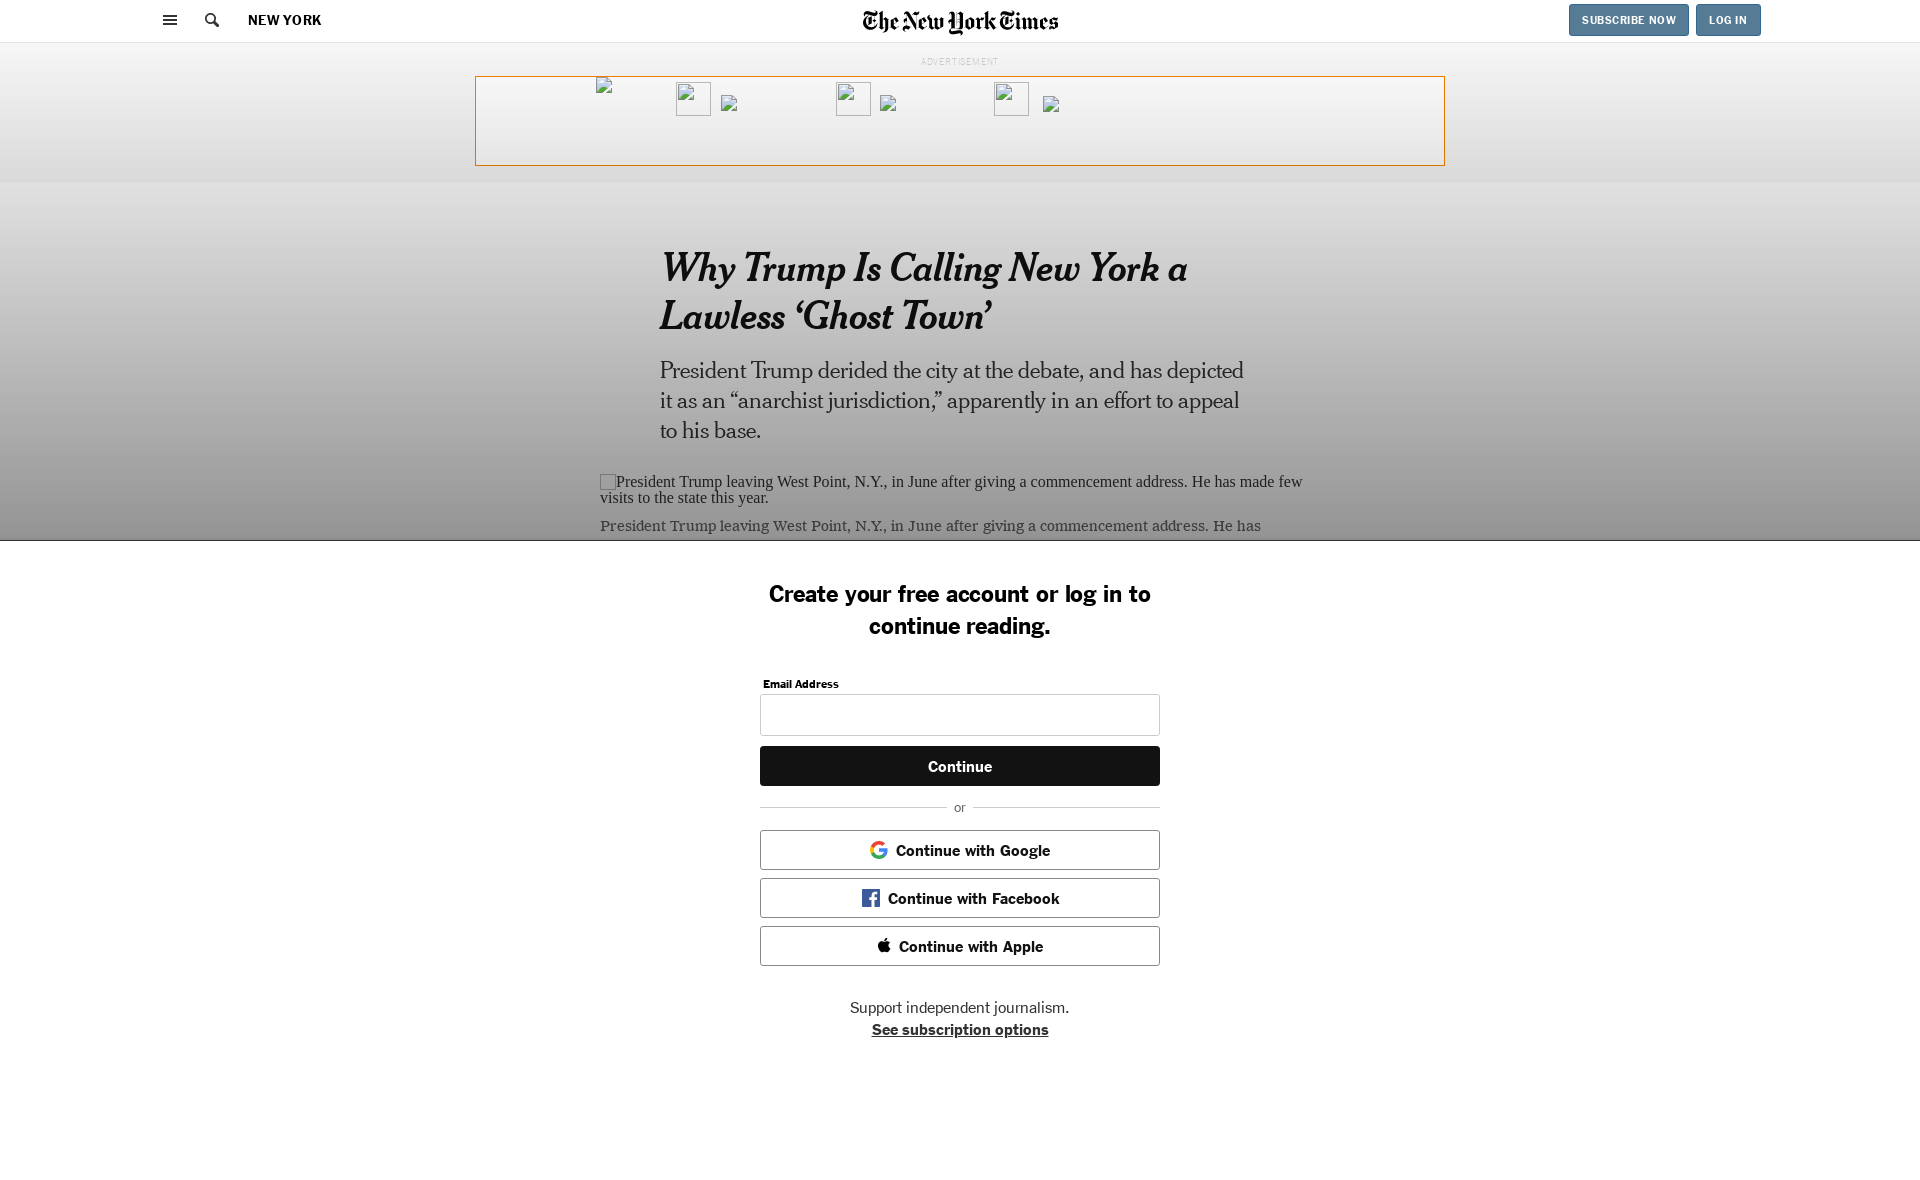 NEW YORK
The New York Times
SUBSCRIBE NOW
LOG IN
ADVERTISEMENT
Why Trump Is Calling New York a
Lawless ‘Ghost Town’
President Trump derided the city at the debate, and has depicted
it as an “anarchist jurisdiction,” apparently in an effort to appeal
to his base.
President Trump leaving West Point, N.Y., in June after giving a commencement address. He has made few
visits to the state this year.
President Trump leaving West Point, N.Y., in June after giving a commencement address. He has
Create your free account or log in to
continue reading.
Email Address
Continue
or
Continue with Google
Continue with Facebook
Continue with Apple
Support independent journalism.
See subscription options